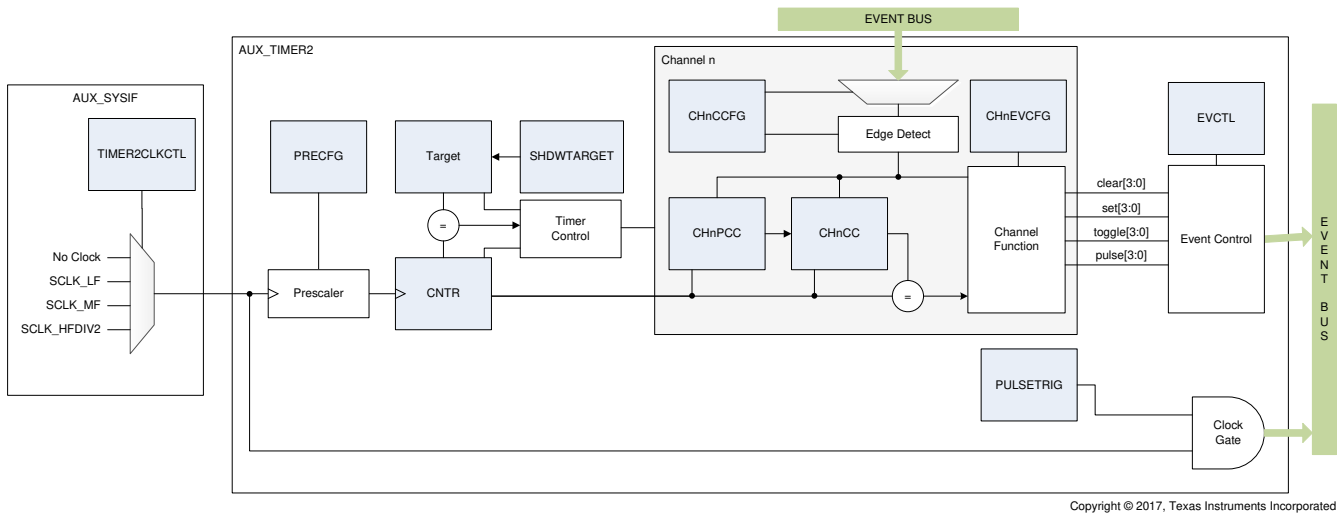 EVENT BUS
AUX_TIMER2
Channel n
AUX_SYSIF
TIMER2CLKCTL
PRECFG
Target
SHDWTARGET
CHnCCFG
CHnEVCFG
EVCTL
Edge Detect
=
Timer
Control
CHnPCC
CHnCC
Channel
Function
clear[3:0]
set[3:0]
toggle[3:0]
pulse[3:0]
Event Control
No Clock
SCLK_LF
SCLK_MF
SCLK_HFDIV2
Prescaler
CNTR
=
PULSETRIG
Clock
Gate
EVENT BUS
Copyright © 2017, Texas Instruments Incorporated